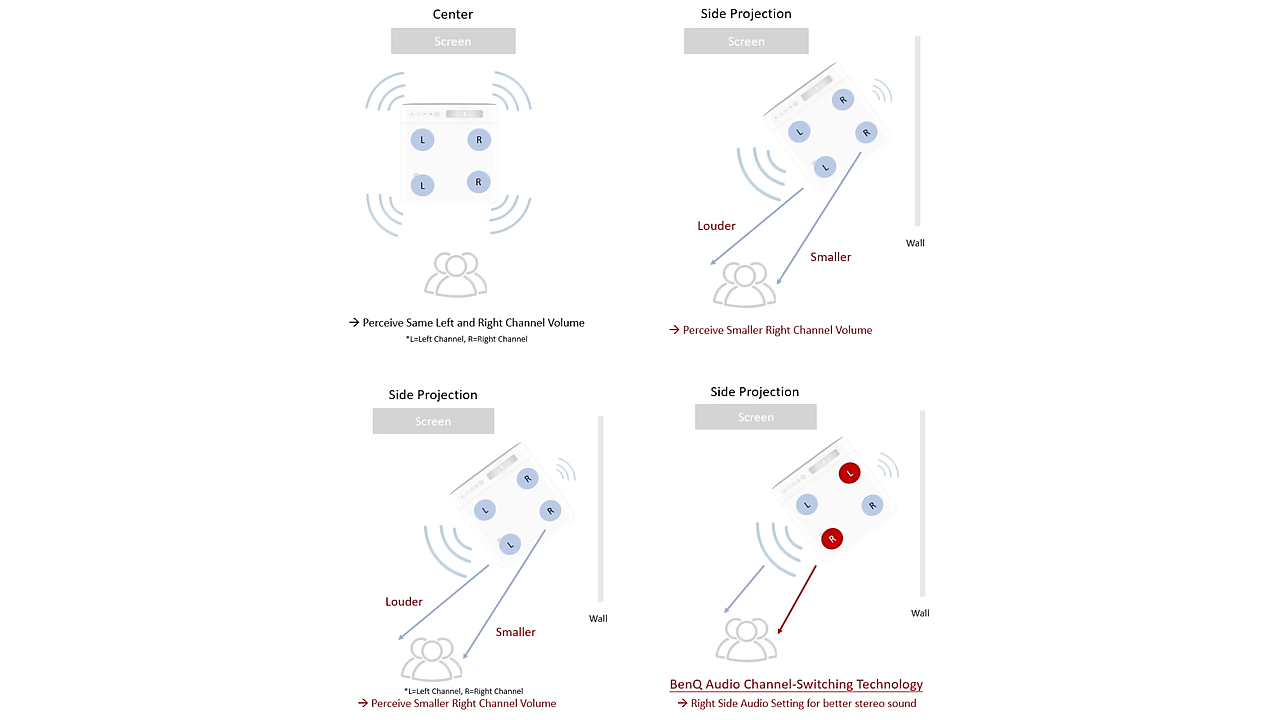 Center
Screen
L R
L R
→ Perceive Same Left and Right Channel Volume
*L=Left Channel, R=Right Channel
Side Projection
Screen
R
L R
L
Louder
Smaller
Wall
→ Perceive Smaller Right Channel Volume
Side Projection
Screen
R
L R
L
Louder
Smaller
Wall
*L=Left Channel, R=Right Channel
→ Perceive Smaller Right Channel Volume
Side Projection
Screen
L
L R
R
Wall
BenQ Audio Channel-Switching Technology
→ Right Side Audio Setting for better stereo sound